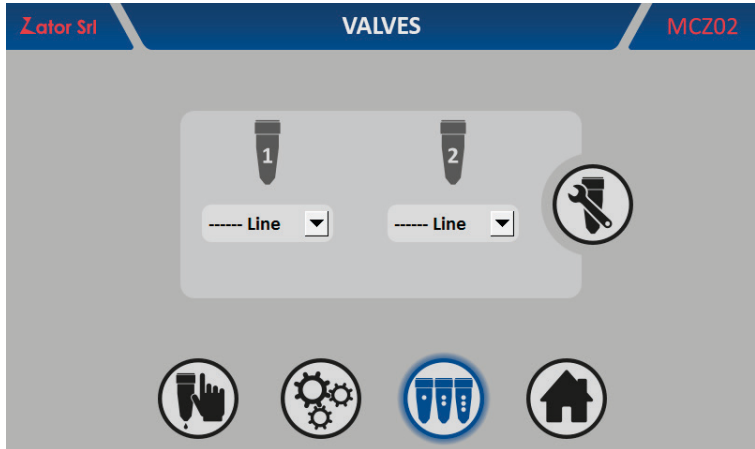 Zator Srl
VALVES
MCZ02
1
2
------ Line
------ Line